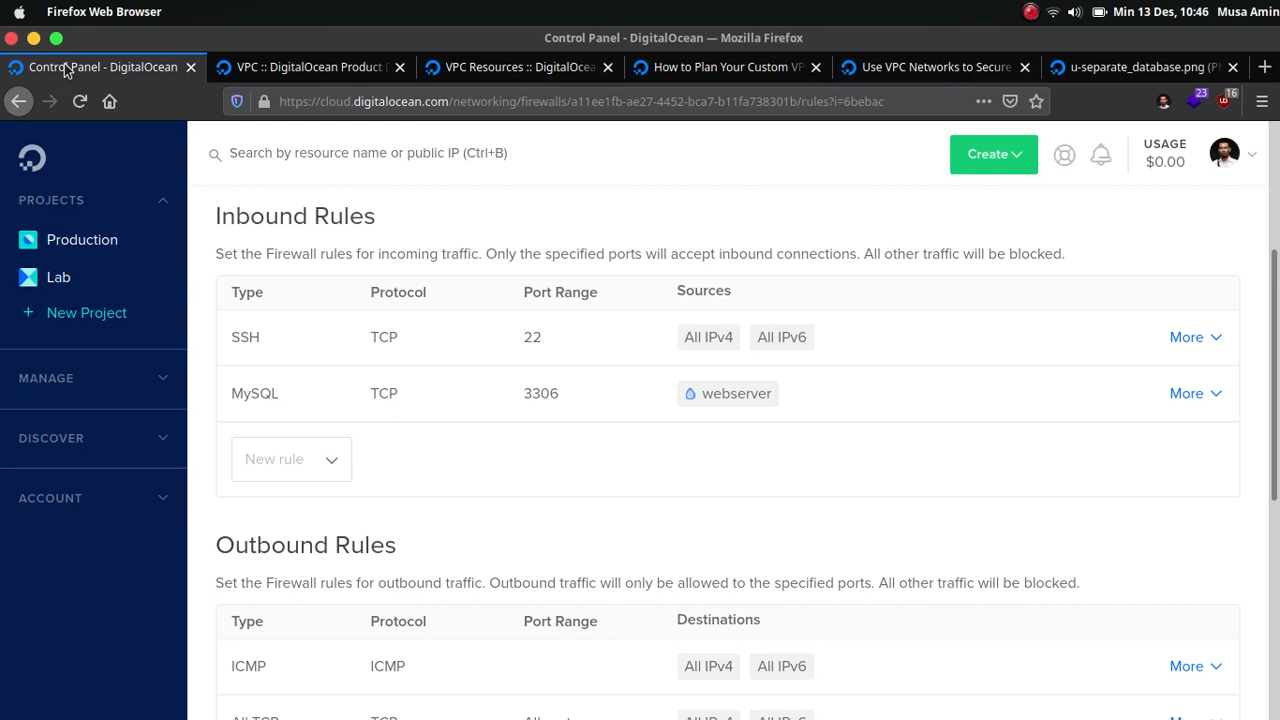 Firefox Web Browser
Min 13 Des, 10:46 Musa Amin
Control Panel - DigitalOcean — Mozilla Firefox
Control Panel - DigitalOcean
VPC :: DigitalOcean Product D
VPC Resources :: DigitalOcea
How to Plan Your Custom VP
Use VPC Networks to Secure
u-separate_database.png (PN
https://cloud.digitalocean.com/networking/firewalls/a11ee1fb-ae27-4452-bca7-b11fa738301b/rules?i=6bebac
23
16
Search by resource name or public IP (Ctrl+B)
Create
USAGE
$0.00
PROJECTS
Production
Lab
+ New Project
MANAGE
DISCOVER
ACCOUNT
Inbound Rules
Set the Firewall rules for incoming traffic. Only the specified ports will accept inbound connections. All other traffic will be blocked.
Type Protocol Port Range Sources
SSH TCP 22 All IPv4 All IPv6 More
MySQL TCP 3306 webserver More
New rule
Outbound Rules
Set the Firewall rules for outbound traffic. Outbound traffic will only be allowed to the specified ports. All other traffic will be blocked.
Type Protocol Port Range Destinations
ICMP ICMP All IPv4 All IPv6 More